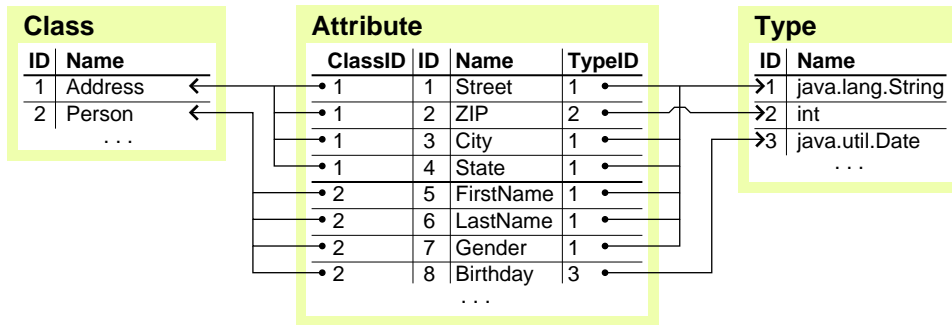 Class
ID Name
1 Address
2 Person
. . .
Attribute
ClassID ID Name TypeID
1 1 Street 1
1 2 ZIP 2
1 3 City 1
1 4 State 1
2 5 FirstName 1
2 6 LastName 1
2 7 Gender 1
2 8 Birthday 3
. . .
Type
ID Name
1 java.lang.String
2 int
3 java.util.Date
. . .